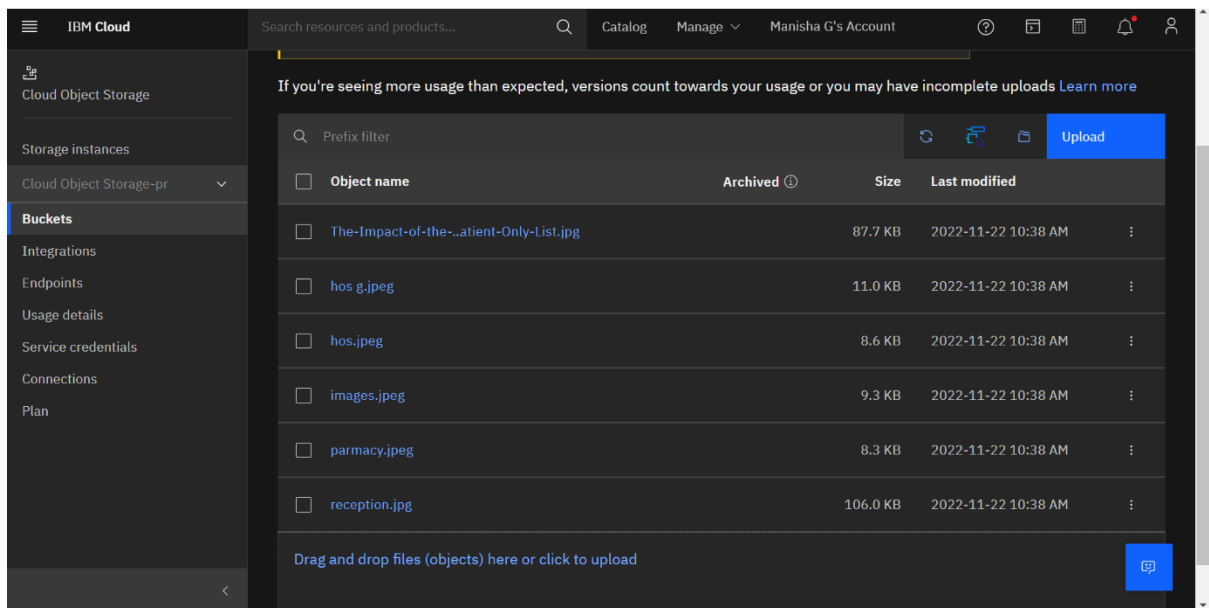 IBM Cloud
Search resources and products...
Catalog
Manage
Manisha G's Account
Cloud Object Storage
Storage instances
Cloud Object Storage-pr
Buckets
Integrations
Endpoints
Usage details
Service credentials
Connections
Plan
If you're seeing more usage than expected, versions count towards your usage or you may have incomplete uploads Learn more
Prefix filter
Upload
Object name Archived Size Last modified
The-Impact-of-the-..atient-Only-List.jpg 87.7 KB 2022-11-22 10:38 AM
hos g.jpeg 11.0 KB 2022-11-22 10:38 AM
hos.jpeg 8.6 KB 2022-11-22 10:38 AM
images.jpeg 9.3 KB 2022-11-22 10:38 AM
parmacy.jpeg 8.3 KB 2022-11-22 10:38 AM
reception.jpg 106.0 KB 2022-11-22 10:38 AM
Drag and drop files (objects) here or click to upload